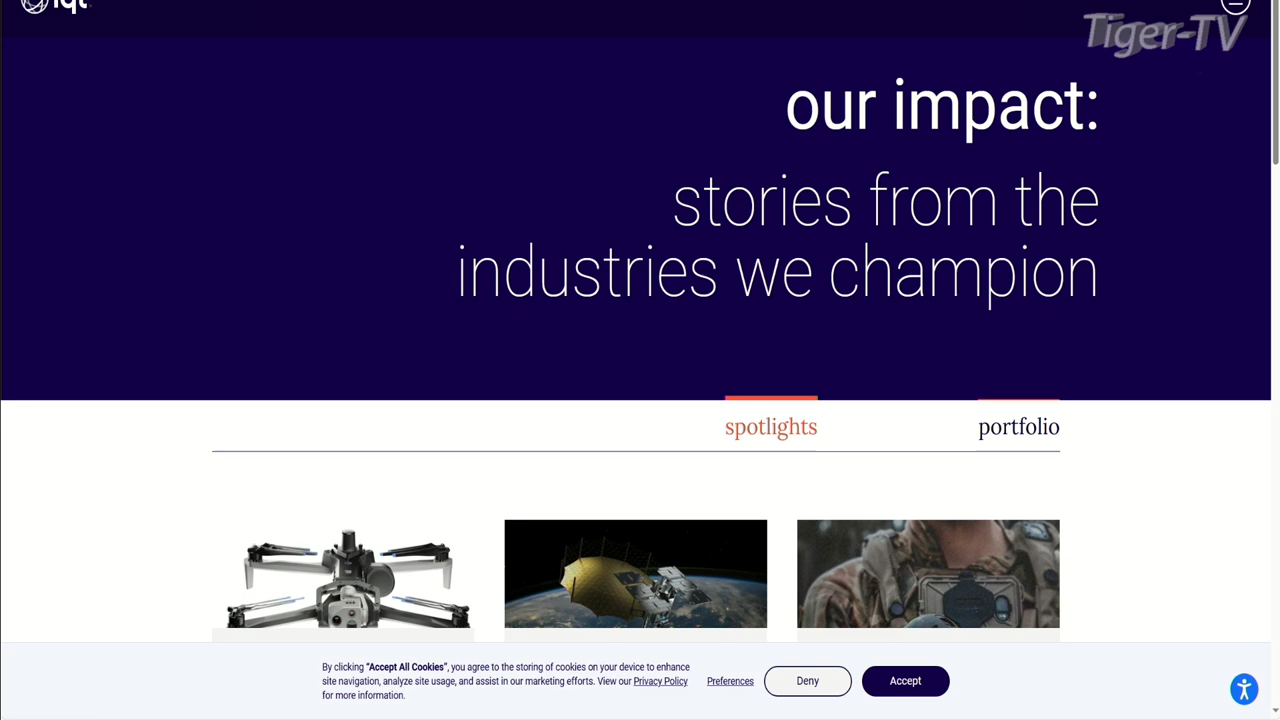 iqt
Tiger-TV
our impact:
stories from the
industries we champion
spotlights
portfolio
By clicking “Accept All Cookies”, you agree to the storing of cookies on your device to enhance
site navigation, analyze site usage, and assist in our marketing efforts. View our Privacy Policy
for more information.
Preferences
Deny
Accept